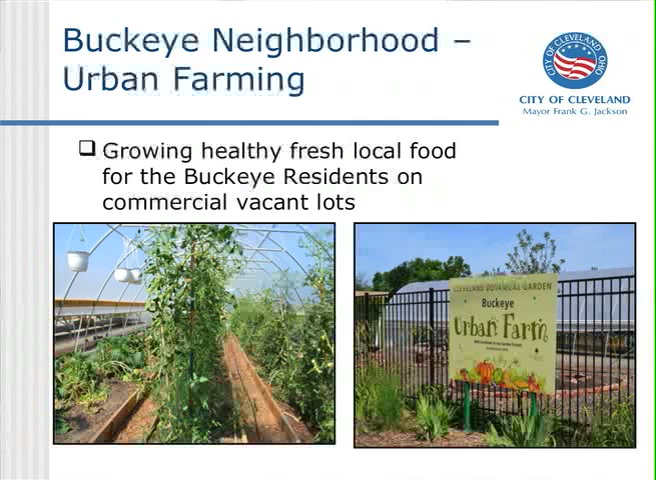 Buckeye Neighborhood –
Urban Farming
CITY OF CLEVELAND
OHIO
CITY OF CLEVELAND
Mayor Frank G. Jackson
Growing healthy fresh local food
for the Buckeye Residents on
commercial vacant lots
CLEVELAND BOTANICAL GARDEN
Buckeye
Urban Farm